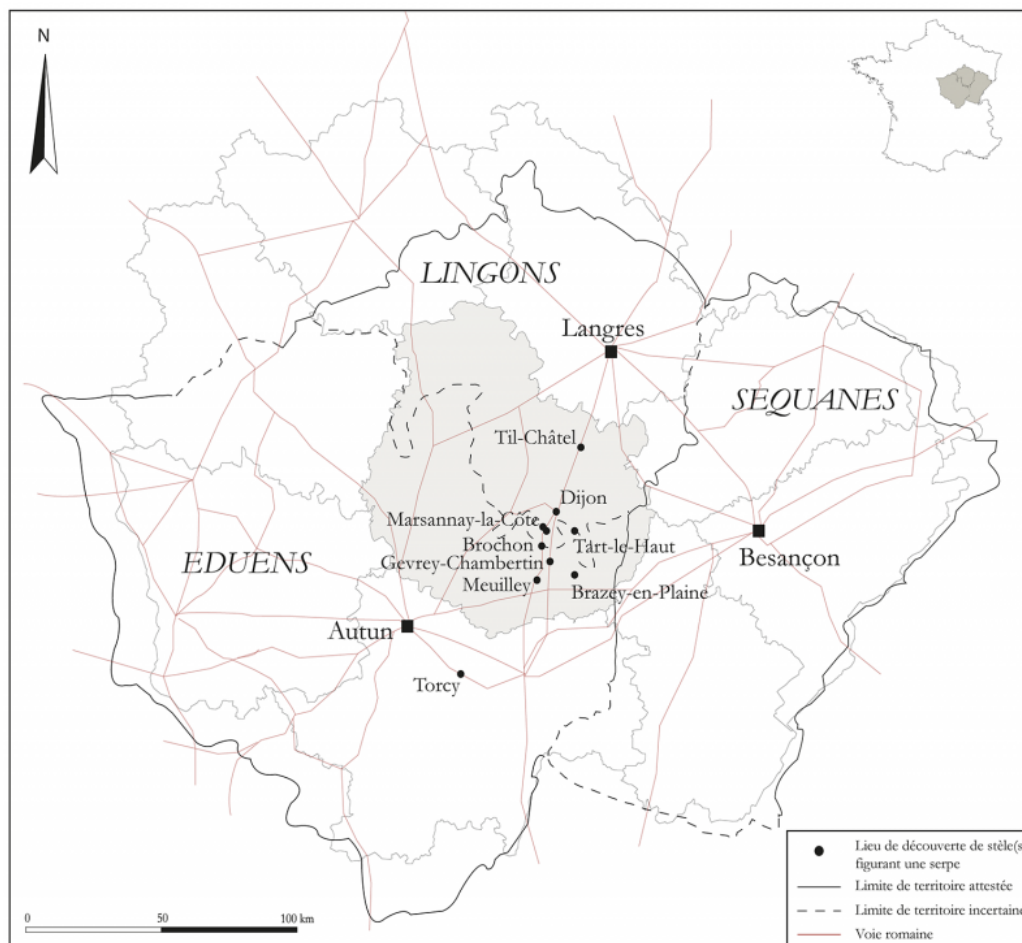 N
LINGONS
Langres
SEQUANES
Til-Châtel
Dijon
Marsannay-la-Côte
Tart-le-Haut
Brochon
Besançon
Gevrey-Chambertin
EDUENS
Meuilley
Brazey-en-Plaine
Autun
Torcy
Lieu de découverte de stèle(s
figurant une serpe
Limite de territoire attestée
Limite de territoire incertaine
Voie romaine
0 50 100 km